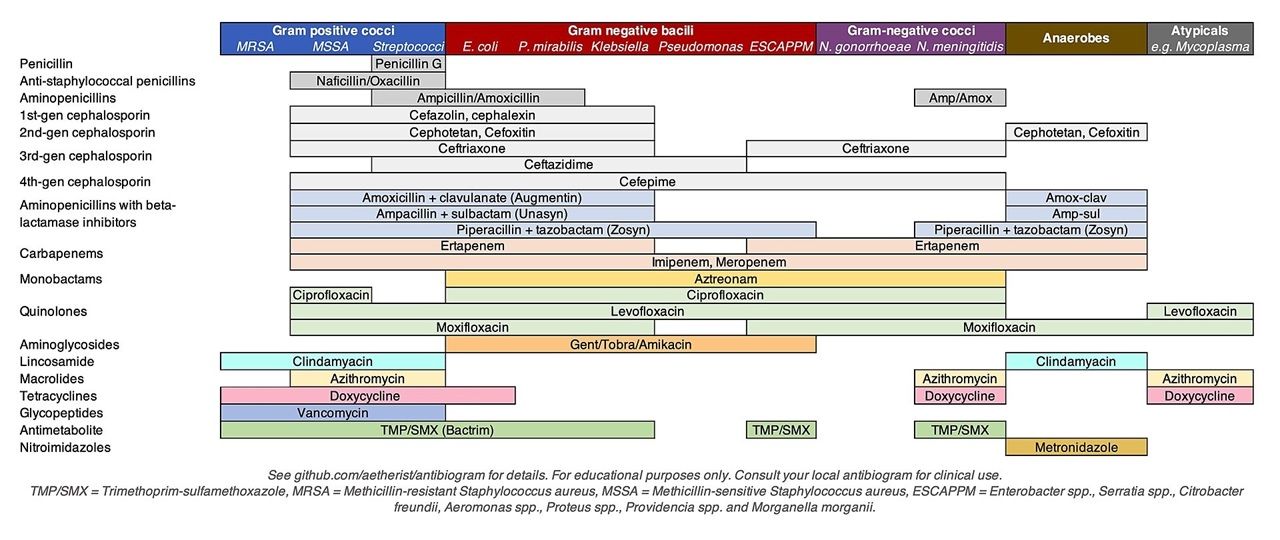 Gram positive cocci Gram negative bacili Gram-negative cocci Anaerobes Atypicals
MRSA MSSA Streptococci E. coli P. mirabilis Klebsiella Pseudomonas ESCAPPM N. gonorrhoeae N. meningitidis e.g. Mycoplasma
Penicillin Penicillin G
Anti-staphylococcal penicillins Naficillin/Oxacillin
Aminopenicillins Ampicillin/Amoxicillin Amp/Amox
1st-gen cephalosporin Cefazolin, cephalexin
2nd-gen cephalosporin Cephotetan, Cefoxitin Cephotetan, Cefoxitin
3rd-gen cephalosporin Ceftriaxone Ceftriaxone
Ceftazidime
4th-gen cephalosporin Cefepime
Aminopenicillins with beta-
lactamase inhibitors Amoxicillin + clavulanate (Augmentin) Amox-clav
Ampacillin + sulbactam (Unasyn) Amp-sul
Piperacillin + tazobactam (Zosyn) Piperacillin + tazobactam (Zosyn)
Carbapenems Ertapenem Ertapenem
Imipenem, Meropenem
Monobactams Aztreonam
Quinolones Ciprofloxacin Ciprofloxacin
Levofloxacin Levofloxacin
Moxifloxacin Moxifloxacin
Aminoglycosides Gent/Tobra/Amikacin
Lincosamide Clindamyacin Clindamyacin
Macrolides Azithromycin Azithromycin Azithromycin
Tetracyclines Doxycycline Doxycycline Doxycycline
Glycopeptides Vancomycin
Antimetabolite TMP/SMX (Bactrim) TMP/SMX TMP/SMX
Nitroimidazoles Metronidazole
See github.com/aetherist/antibiogram for details. For educational purposes only. Consult your local antibiogram for clinical use.
TMP/SMX = Trimethoprim-sulfamethoxazole, MRSA = Methicillin-resistant Staphylococcus aureus, MSSA = Methicillin-sensitive Staphylococcus aureus, ESCAPPM = Enterobacter spp., Serratia spp., Citrobacter
freundii, Aeromonas spp., Proteus spp., Providencia spp. and Morganella morganii.